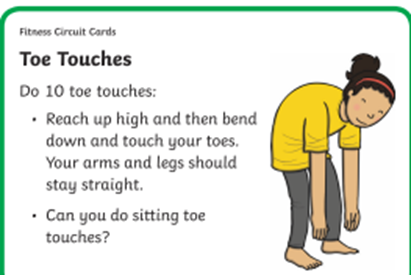 Fitness Circuit Cards
Toe Touches
Do 10 toe touches:
• Reach up high and then bend
down and touch your toes.
Your arms and legs should
stay straight.
• Can you do sitting toe
touches?